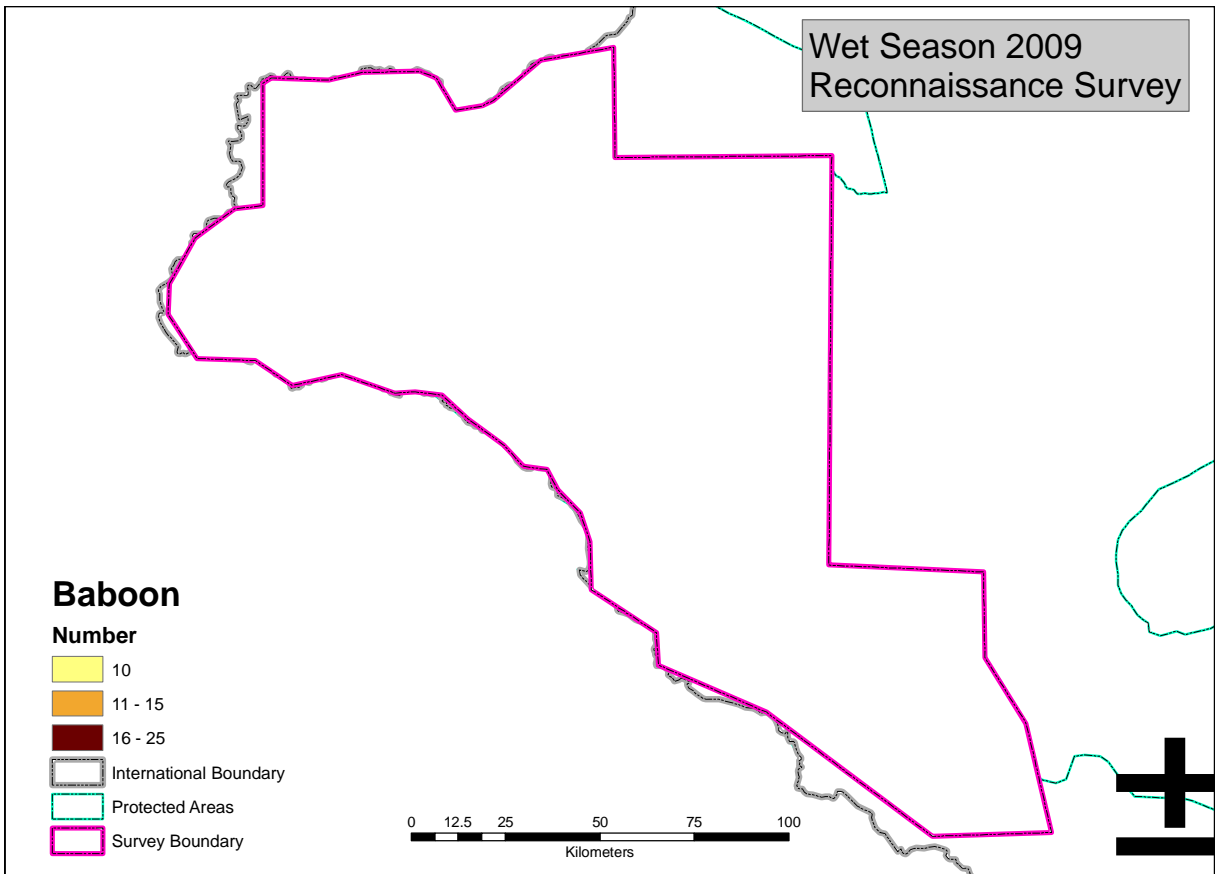 Wet Season 2009
Reconnaissance Survey
Baboon
Number
10
11 - 15
16 - 25
International Boundary
Protected Areas
Survey Boundary
0 12.5 25 50 75 100
Kilometers